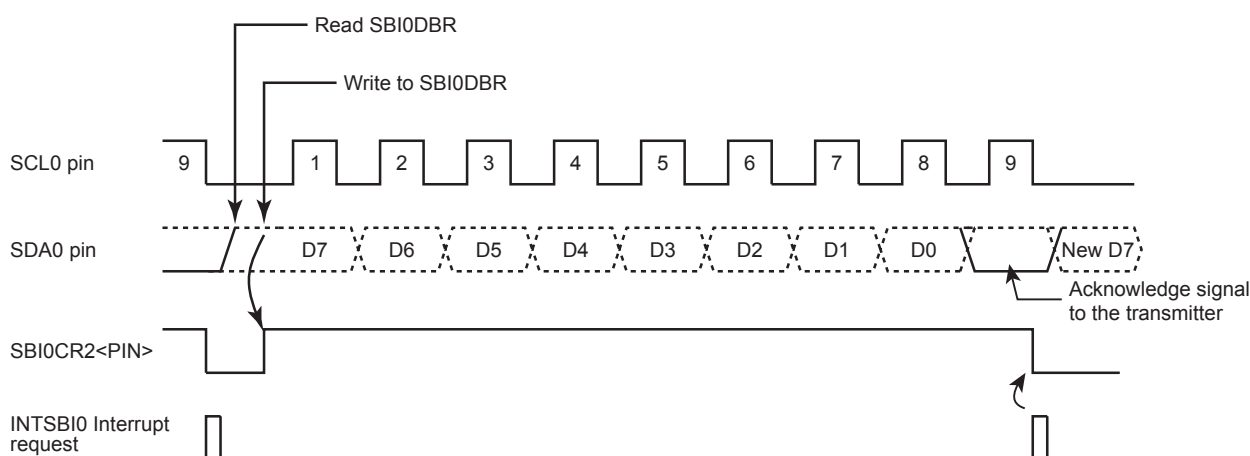 Read SBI0DBR
Write to SBI0DBR
SCL0 pin 9 1 2 3 4 5 6 7 8 9
SDA0 pin D7 D6 D5 D4 D3 D2 D1 D0 New D7
Acknowledge signal
to the transmitter
SBI0CR2<PIN>
INTSBI0 Interrupt
request